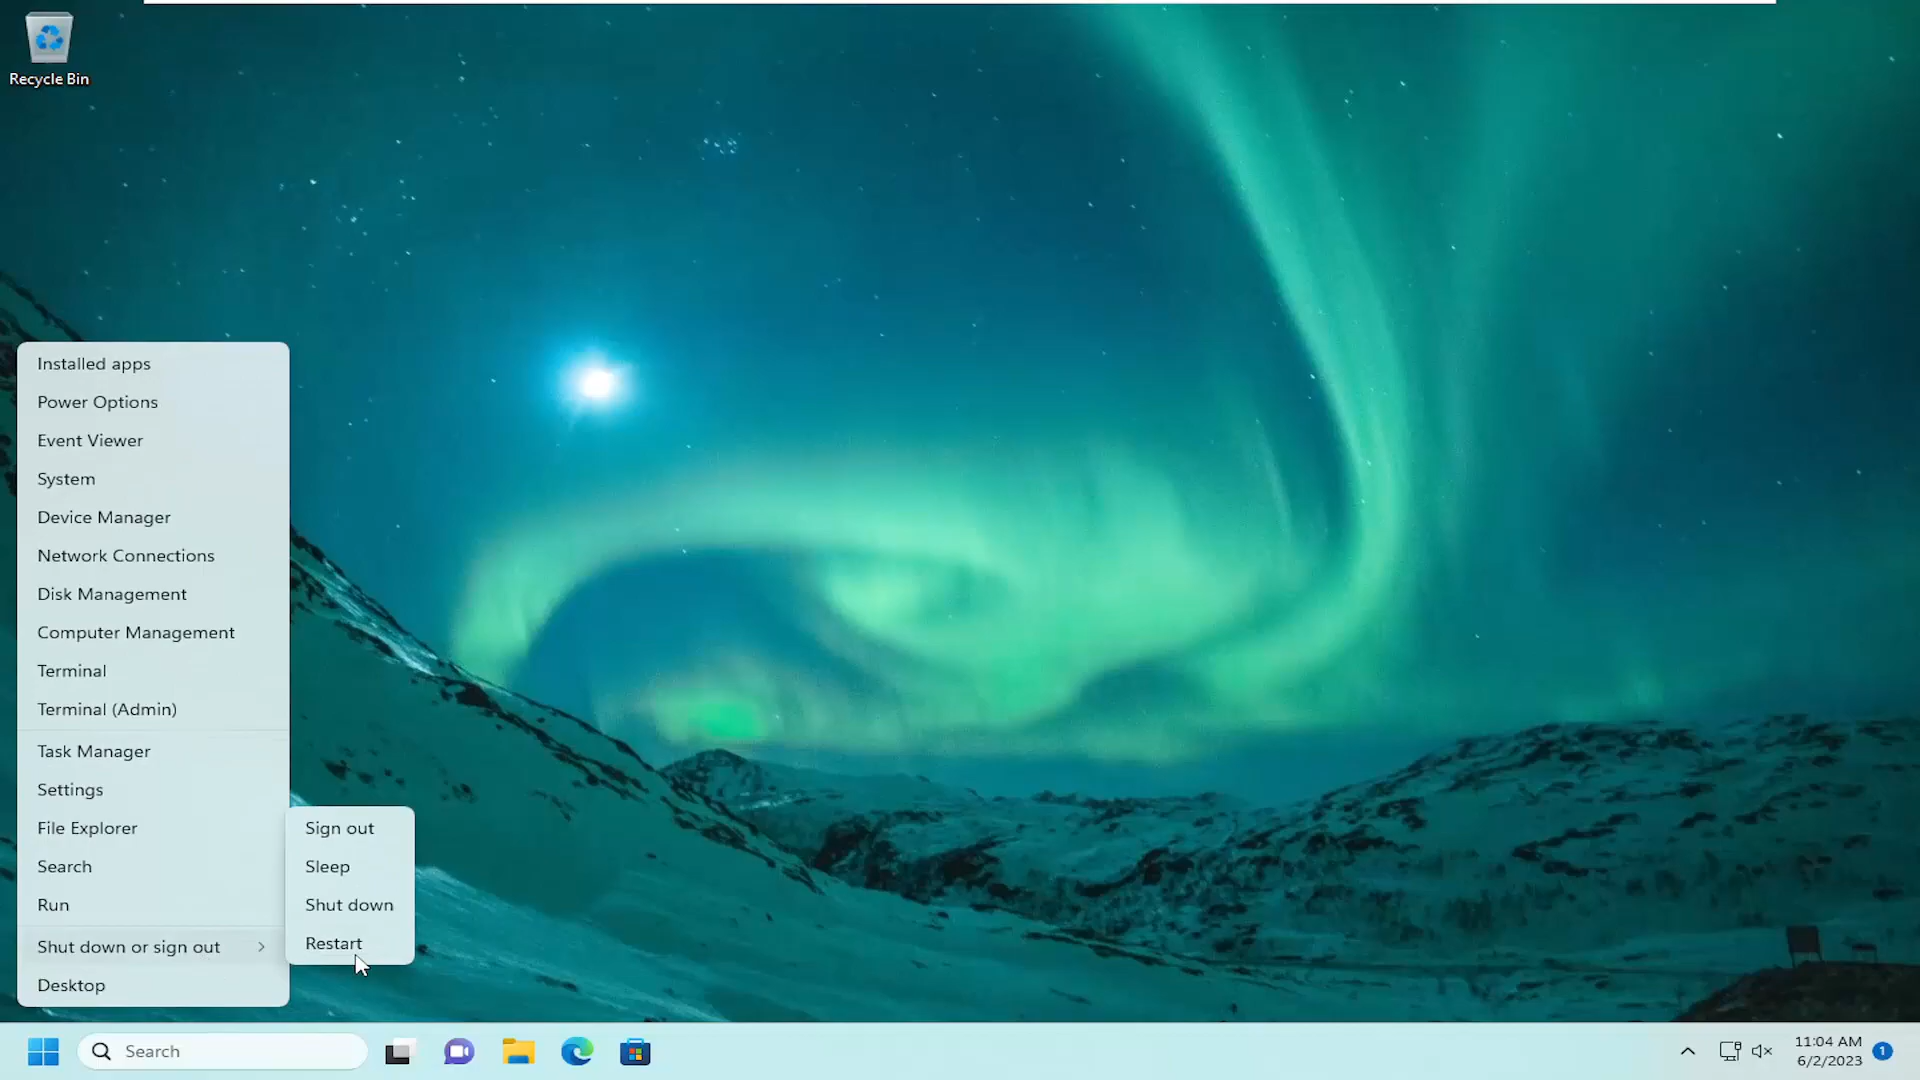 Recycle Bin
Installed apps
Power Options
Event Viewer
System
Device Manager
Network Connections
Disk Management
Computer Management
Terminal
Terminal (Admin)
Task Manager
Settings
File Explorer
Search
Run
Shut down or sign out
Desktop
Sign out
Sleep
Shut down
Restart
Search
11:04 AM
6/2/2023
1